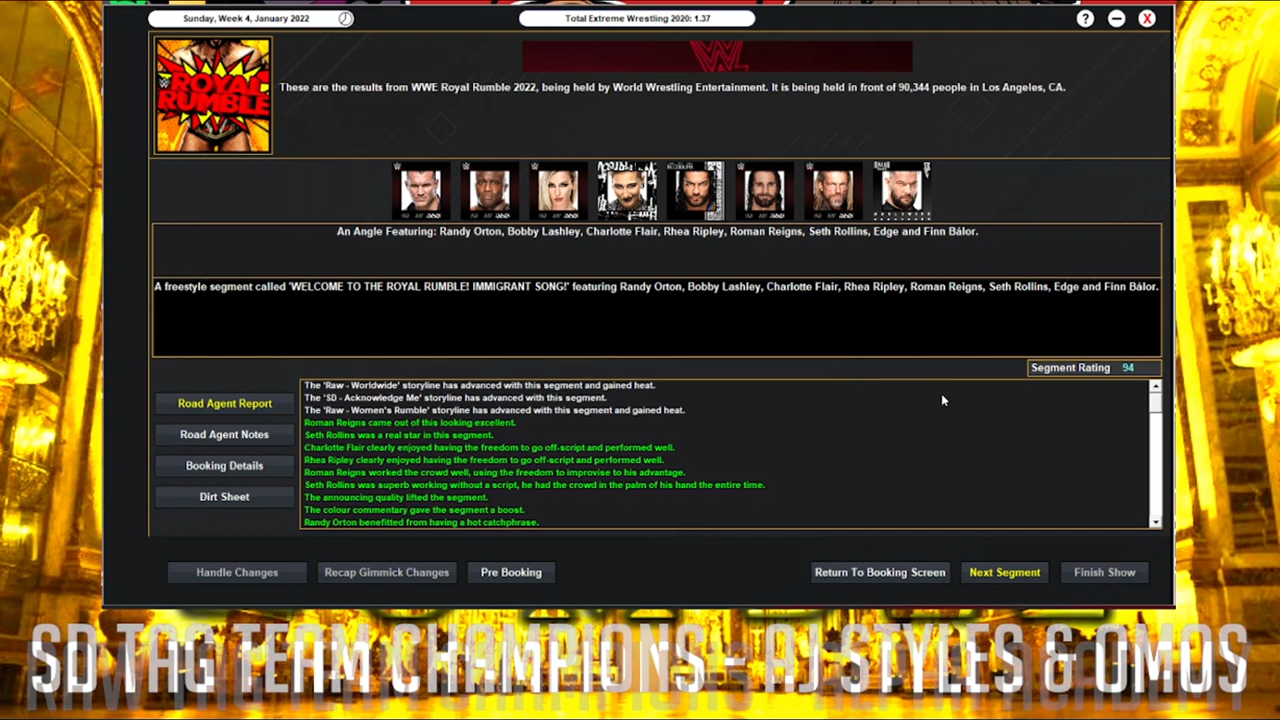 Sunday, Week 4, January 2022
Total Extreme Wrestling 2020: 1.37
?
X
ROYAL
RUMBLE
These are the results from WWE Royal Rumble 2022, being held by World Wrestling Entertainment. It is being held in front of 90,344 people in Los Angeles, CA.
An Angle Featuring: Randy Orton, Bobby Lashley, Charlotte Flair, Rhea Ripley, Roman Reigns, Seth Rollins, Edge and Finn Bálor.
A freestyle segment called 'WELCOME TO THE ROYAL RUMBLE! IMMIGRANT SONG!' featuring Randy Orton, Bobby Lashley, Charlotte Flair, Rhea Ripley, Roman Reigns, Seth Rollins, Edge and Finn Bálor.
Segment Rating 94
Road Agent Report
Road Agent Notes
Booking Details
Dirt Sheet
The 'Raw - Worldwide' storyline has advanced with this segment and gained heat.
The 'SD - Acknowledge Me' storyline has advanced with this segment.
The 'Raw - Women's Rumble' storyline has advanced with this segment and gained heat.
Roman Reigns came out of this looking excellent.
Seth Rollins was a real star in this segment.
Charlotte Flair clearly enjoyed having the freedom to go off-script and performed well.
Rhea Ripley clearly enjoyed having the freedom to go off-script and performed well.
Roman Reigns worked the crowd well, using the freedom to improvise to his advantage.
Seth Rollins was superb working without a script, he had the crowd in the palm of his hand the entire time.
The announcing quality lifted the segment.
The colour commentary gave the segment a boost.
Randy Orton benefitted from having a hot catchphrase.
Handle Changes
Recap Gimmick Changes
Pre Booking
Return To Booking Screen
Next Segment
Finish Show
SD TAG TEAM CHAMPIONS - AJ STYLES & OMOS